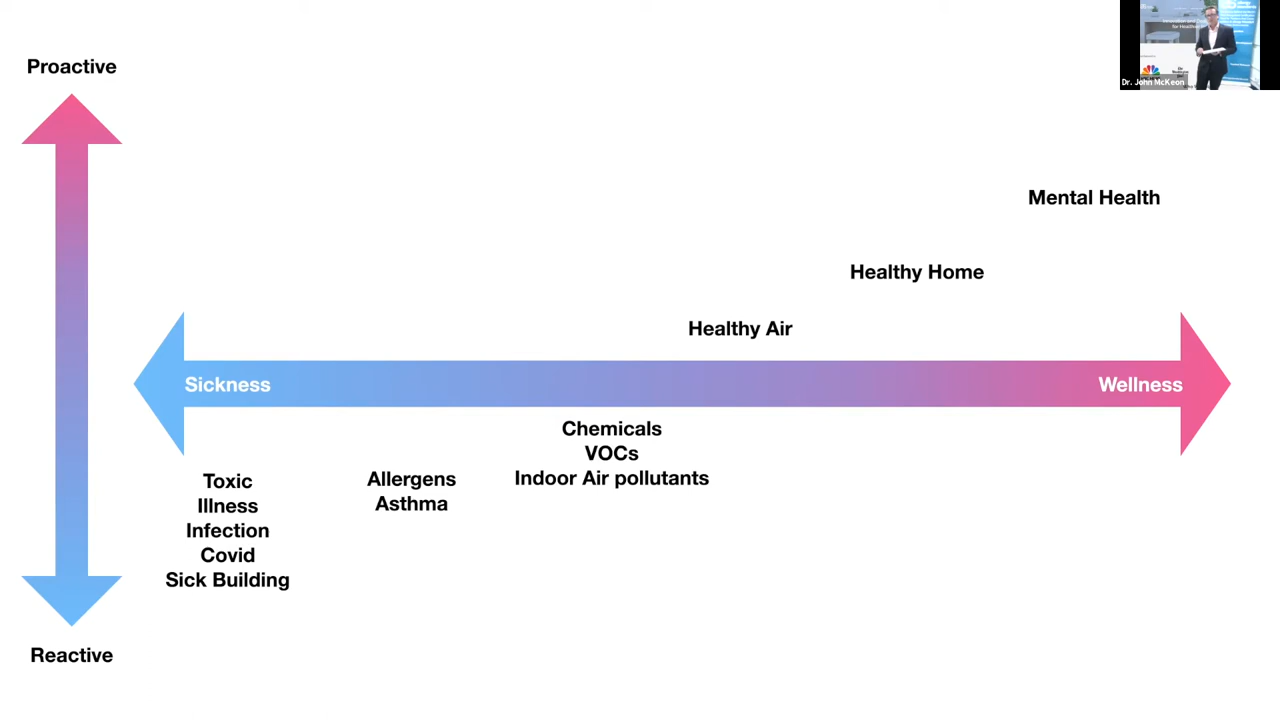 Proactive
Dr. John McKeon
Mental Health
Healthy Home
Healthy Air
Sickness
Wellness
Chemicals
VOCs
Indoor Air pollutants
Toxic
Illness
Infection
Covid
Sick Building
Allergens
Asthma
Reactive